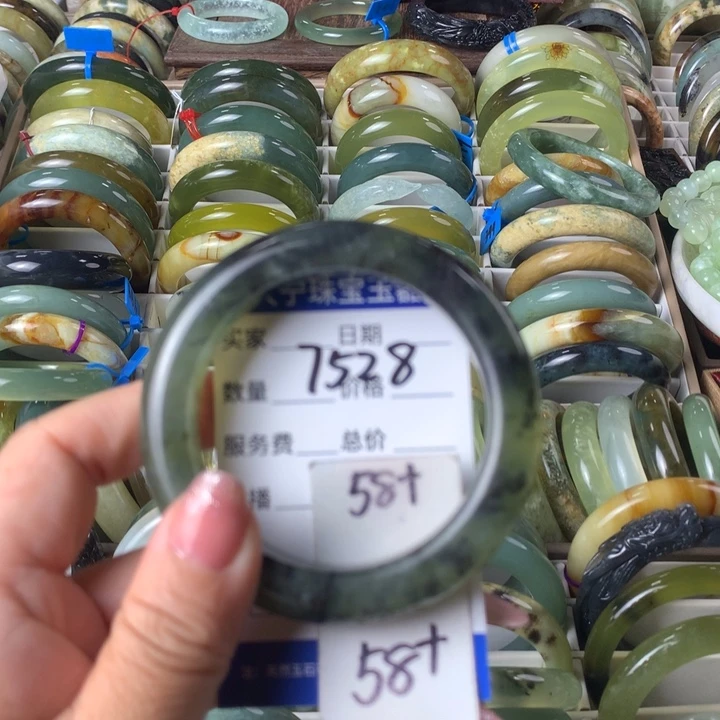 宁珠宝玉器
买家 日期
7528
数量 价格
服务费 总价
播
58+
58+